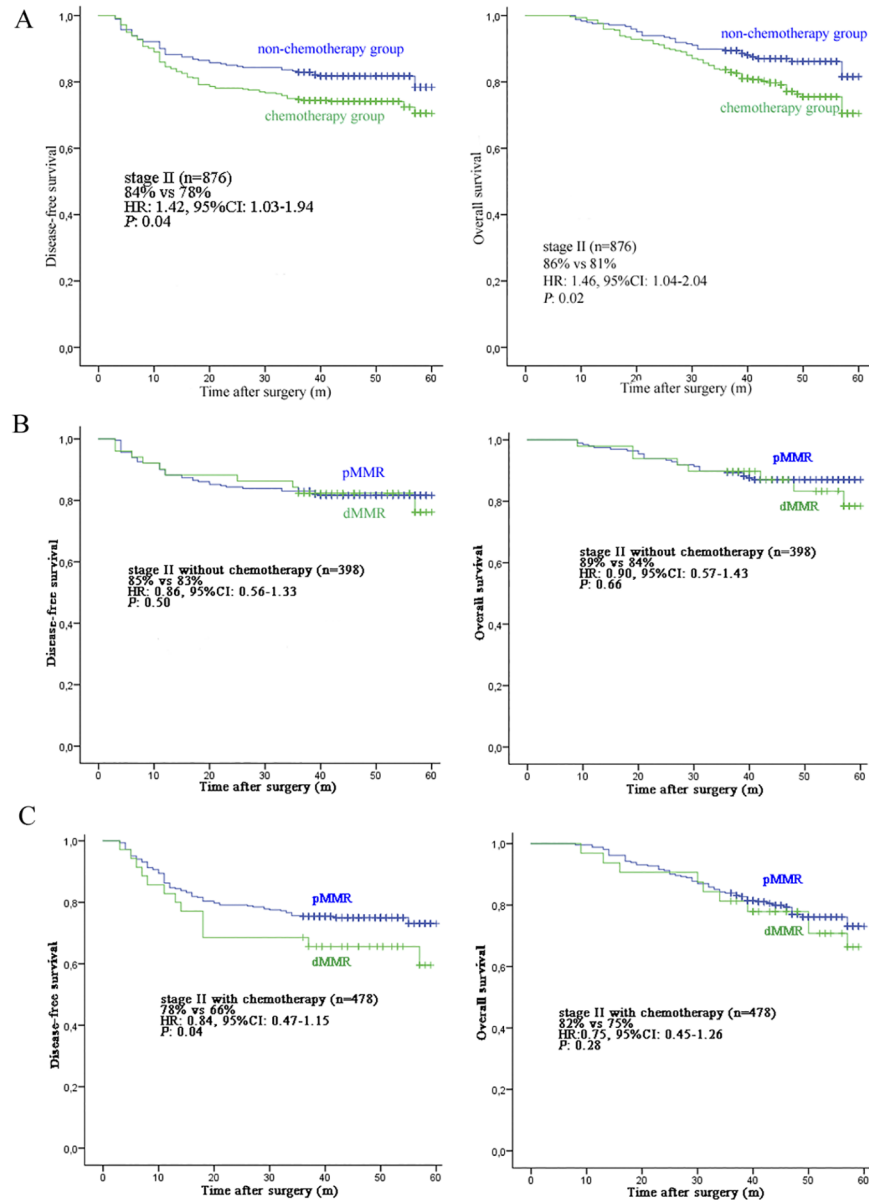 A
1,0
0,8
0,6
0,4
0,2
0,0
Disease-free survival
non-chemotherapy group
chemotherapy group
stage II (n=876)
84% vs 78%
HR: 1.42, 95%CI: 1.03-1.94
P: 0.04
0 10 20 30 40 50 60
Time after surgery (m)
1,0
0,8
0,6
0,4
0,2
0,0
Overall survival
non-chemotherapy group
chemotherapy group
stage II (n=876)
86% vs 81%
HR: 1.46, 95%CI: 1.04-2.04
P: 0.02
0 10 20 30 40 50 60
Time after surgery (m)
B
1,0
0,8
0,6
0,4
0,2
0,0
Disease-free survival
pMMR
dMMR
stage II without chemotherapy (n=398)
85% vs 83%
HR: 0.86, 95%CI: 0.56-1.33
P: 0.50
0 10 20 30 40 50 60
Time after surgery (m)
1,0
0,8
0,6
0,4
0,2
0,0
Overall survival
pMMR
dMMR
stage II without chemotherapy (n=398)
89% vs 84%
HR: 0.90, 95%CI: 0.57-1.43
P: 0.66
0 10 20 30 40 50 60
Time after surgery (m)
C
1,0
0,8
0,6
0,4
0,2
0,0
Disease-free survival
pMMR
dMMR
stage II with chemotherapy (n=478)
78% vs 66%
HR: 0.84, 95%CI: 0.47-1.15
P: 0.04
0 10 20 30 40 50 60
Time after surgery (m)
1,0
0,8
0,6
0,4
0,2
0,0
Overall survival
pMMR
dMMR
stage II with chemotherapy (n=478)
82% vs 75%
HR:0.75, 95%CI: 0.45-1.26
P: 0.28
0 10 20 30 40 50 60
Time after surgery (m)